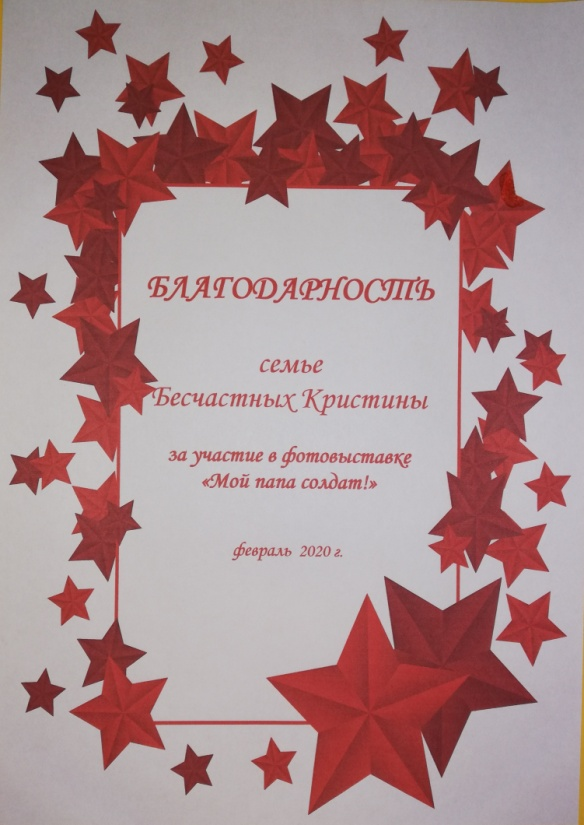 БЛАГОДАРНОСТЬ
семье
Бесчастных Кристины
за участие в фотовыставке
«Мой папа солдат!»
февраль 2020 г.